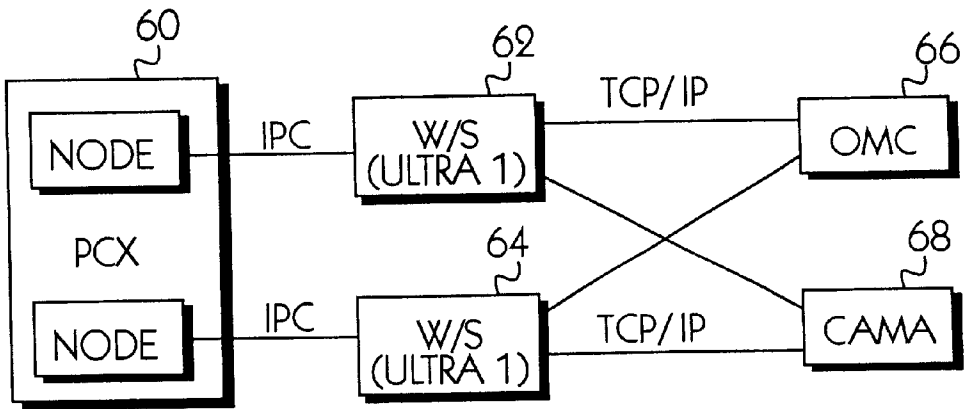 60
62
66
TCP/IP
NODE
IPC
W/S
(ULTRA 1)
OMC
PCX
64
68
NODE
IPC
W/S
(ULTRA 1)
TCP/IP
CAMA